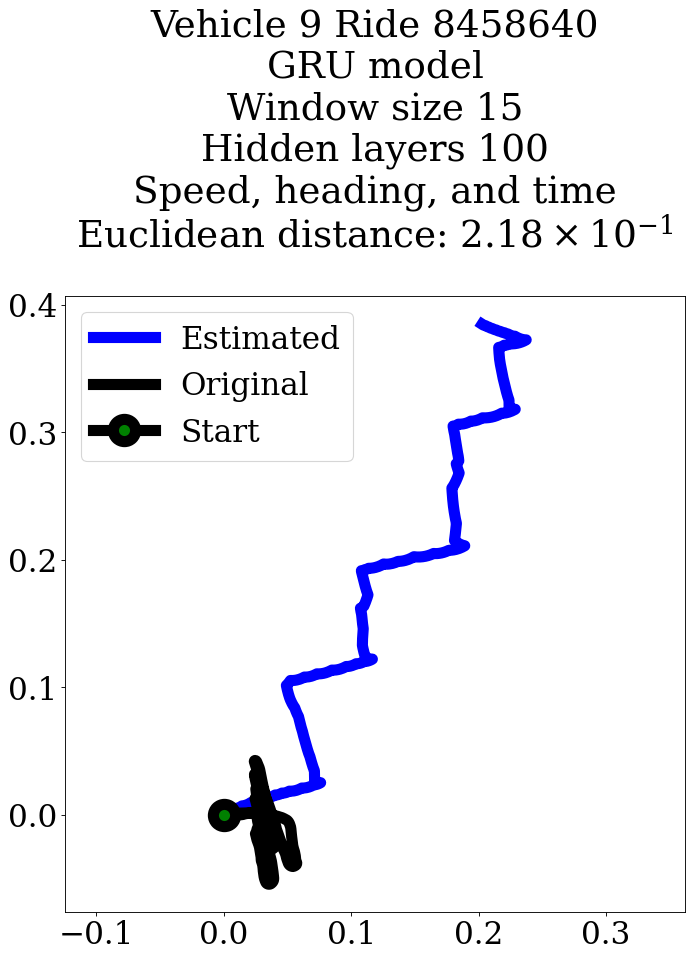 Vehicle 9 Ride 8458640
GRU model
Window size 15
Hidden layers 100
Speed, heading, and time
Euclidean distance: 2.18 × 10⁻¹
Estimated
Original
Start
0.4
0.3
0.2
0.1
0.0
−0.1 0.0 0.1 0.2 0.3